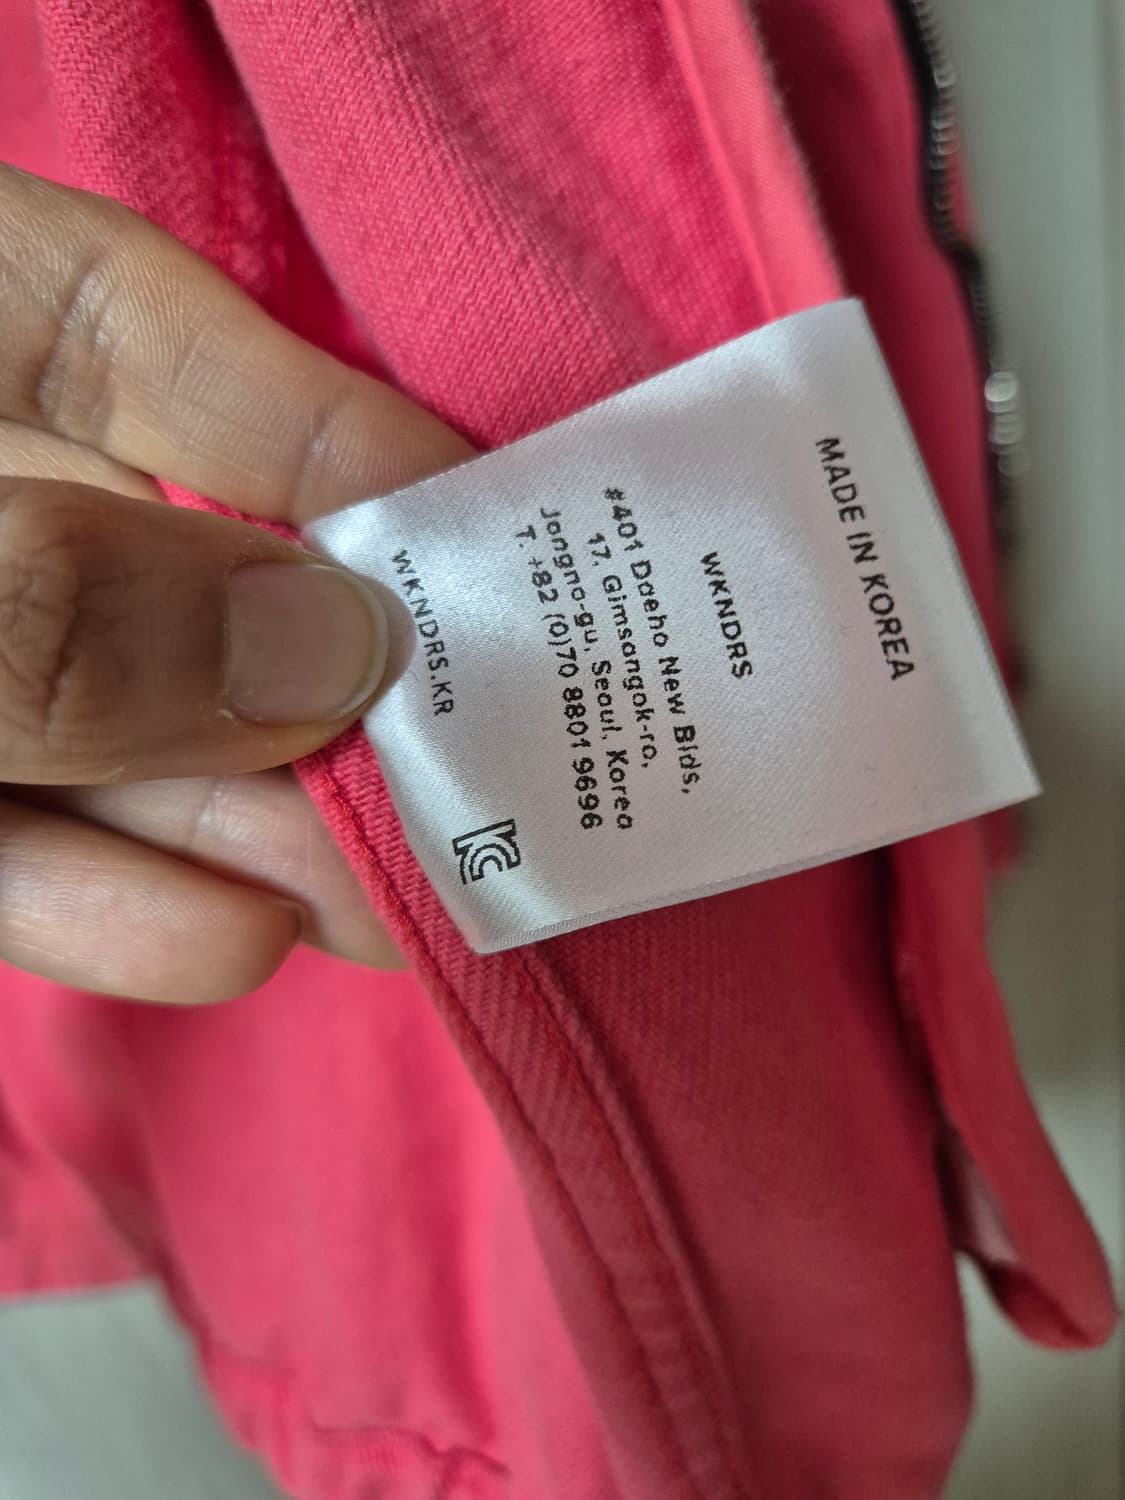 MADE IN KOREA
WKNDRS
#401 Daeho New Blds,
17, Gimsangok-ro,
Jongno-gu, Seoul, Korea
T. +82 (0)70 8801 9696
WKNDRS.KR